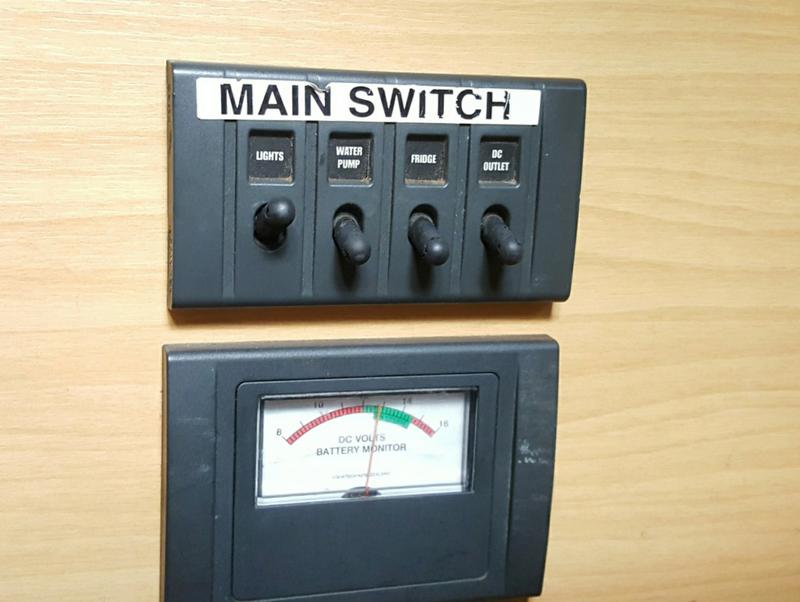 MAIN SWITCH
LIGHTS
WATER
PUMP
FRIDGE
DC
OUTLET
8 10 14 16
DC VOLTS
BATTERY MONITOR